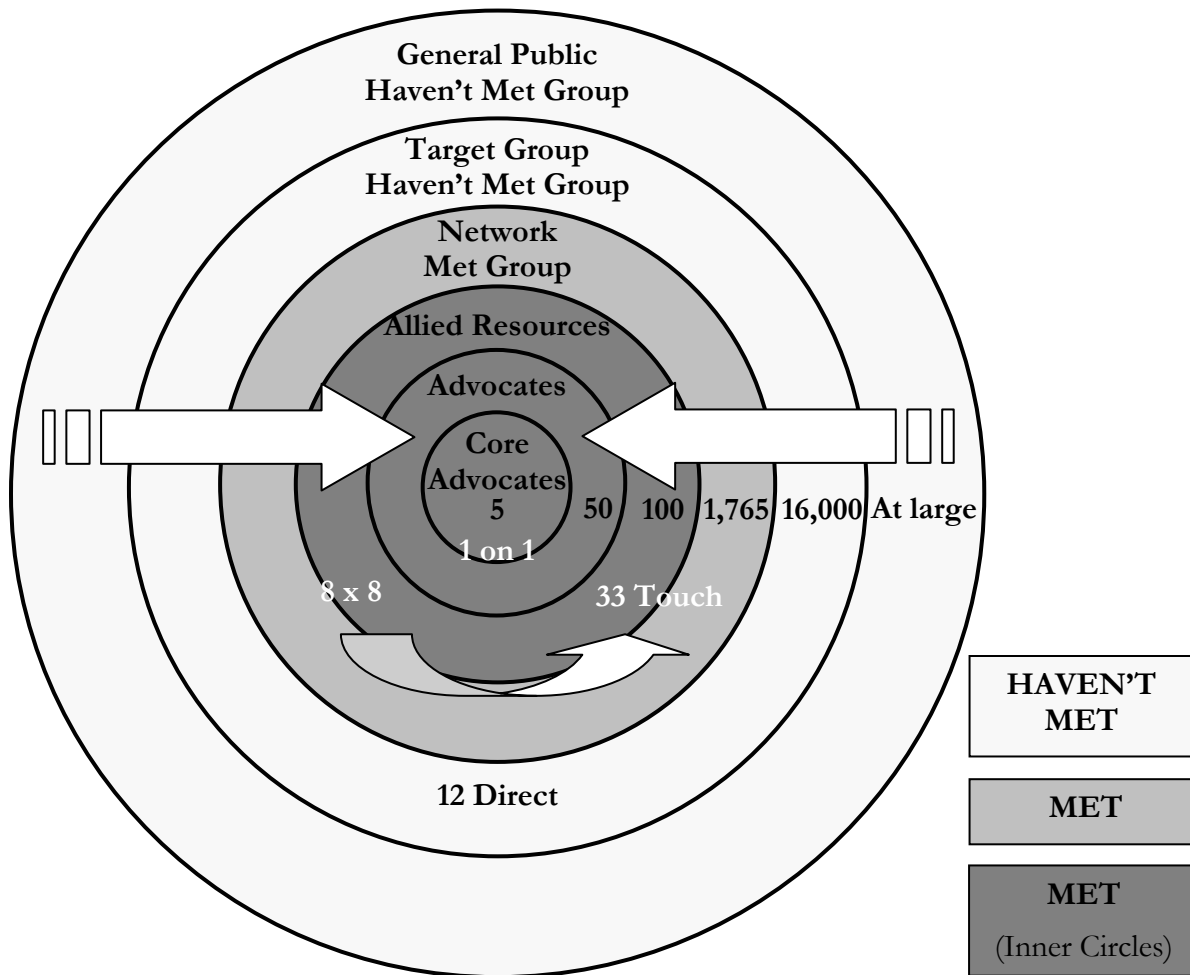 General Public
Haven't Met Group
Target Group
Haven't Met Group
Network
Met Group
Allied Resources
Advocates
Core
Advocates
5 50 100 1,765 16,000 At large
1 on 1
8 x 8 33 Touch
12 Direct
HAVEN'T
MET
MET
MET
(Inner Circles)